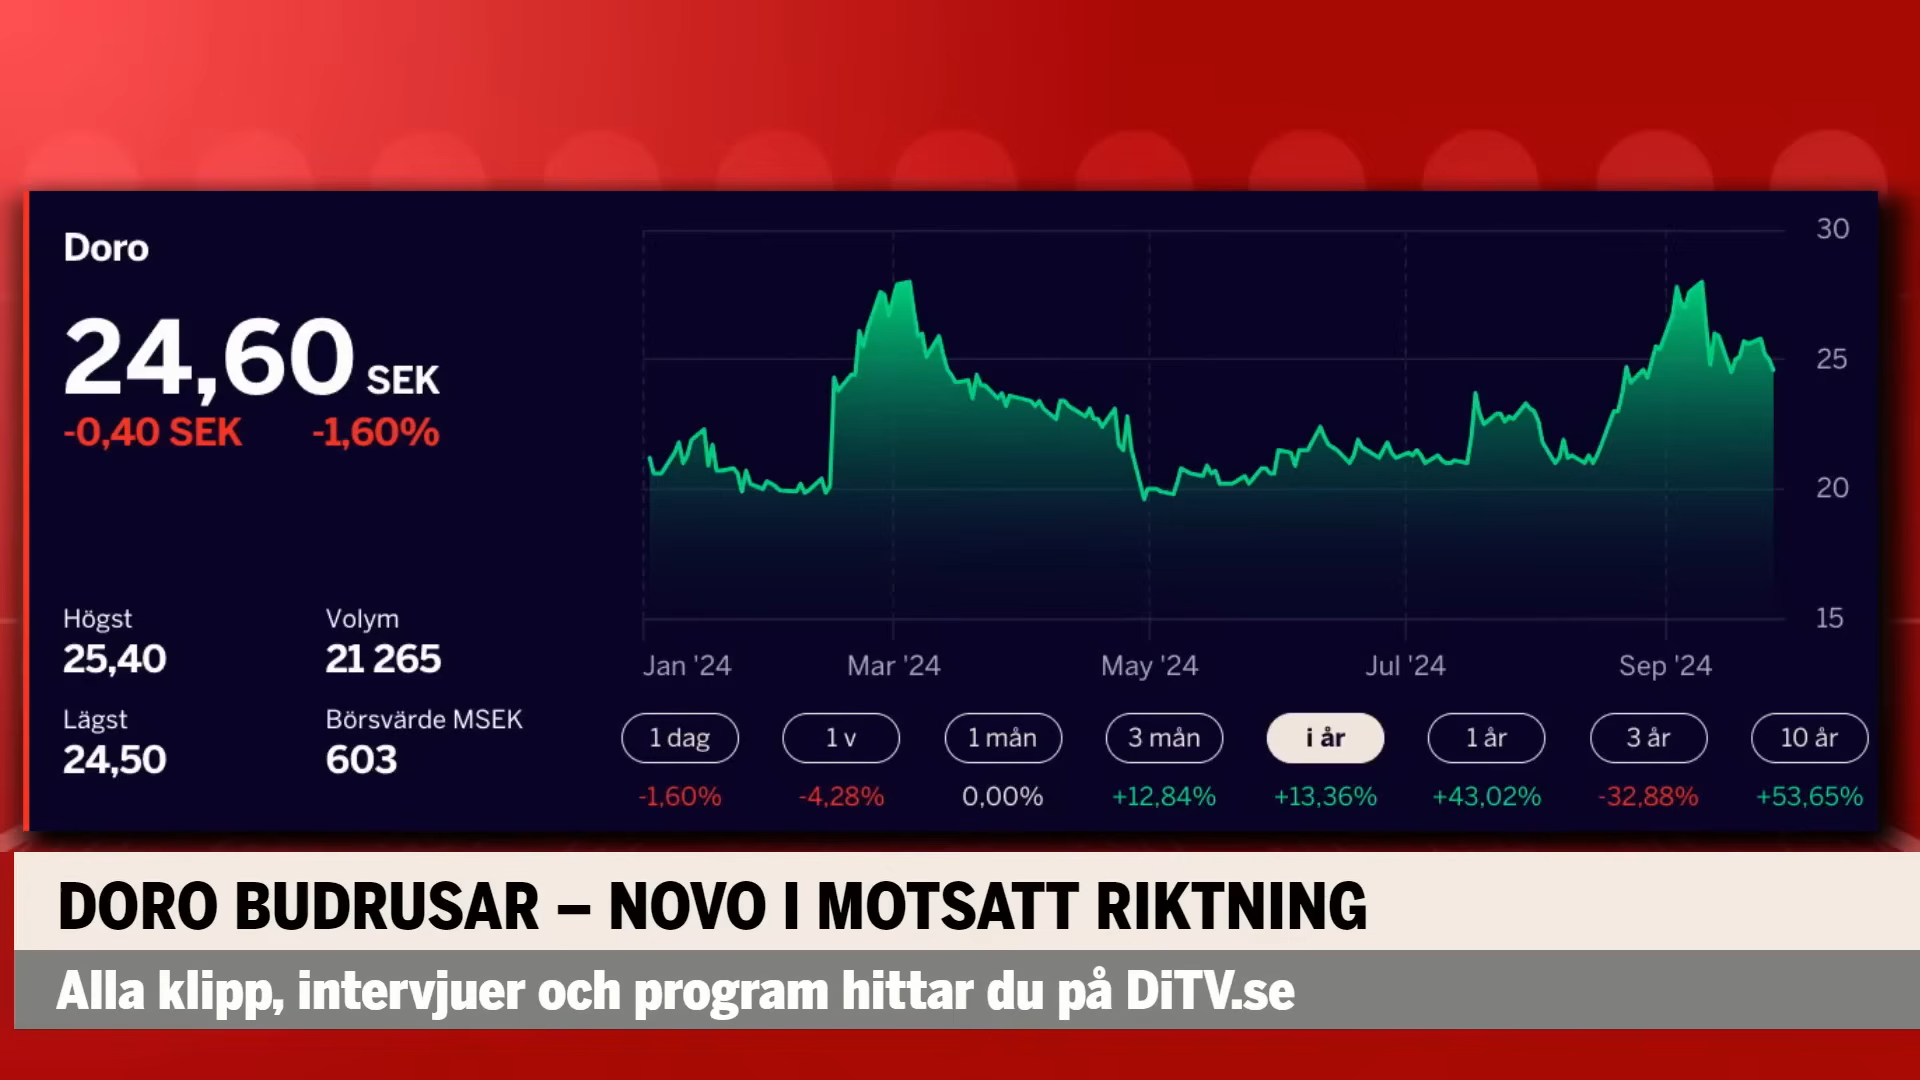 Doro
24,60 SEK
-0,40 SEK -1,60%
Högst Volym
25,40 21 265
Lägst Börsvärde MSEK
24,50 603
30
25
20
15
Jan '24 Mar '24 May '24 Jul '24 Sep '24
1 dag 1 v 1 mån 3 mån i år 1 år 3 år 10 år
-1,60% -4,28% 0,00% +12,84% +13,36% +43,02% -32,88% +53,65%
DORO BUDRUSAR – NOVO I MOTSATT RIKTNING
Alla klipp, intervjuer och program hittar du på DiTV.se